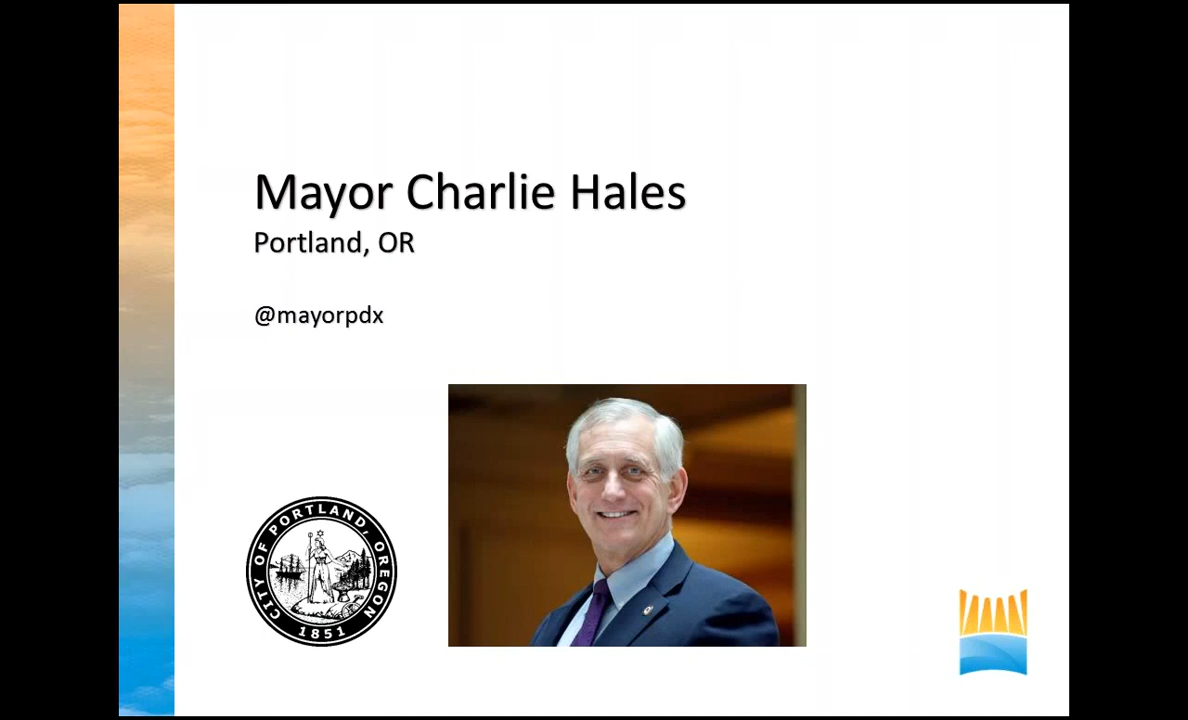 Mayor Charlie Hales
Portland, OR
@mayorpdx
CITY OF PORTLAND, OREGON
1851